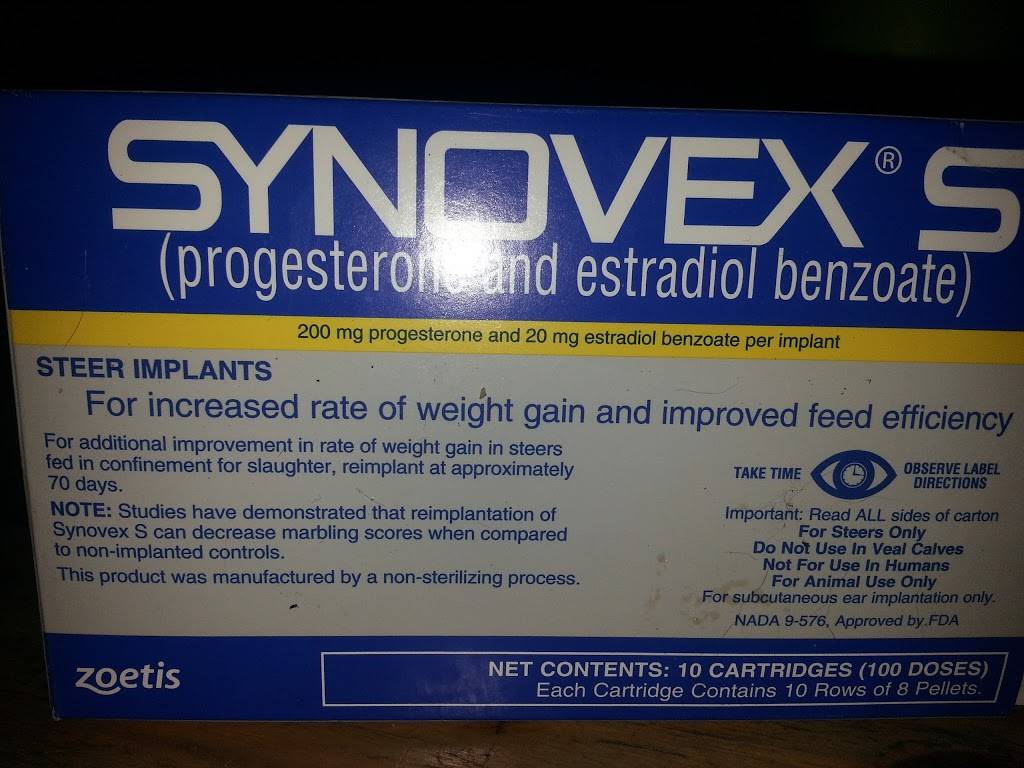 SYNOVEX® S
(progesterone and estradiol benzoate)
200 mg progesterone and 20 mg estradiol benzoate per implant
STEER IMPLANTS
For increased rate of weight gain and improved feed efficiency
For additional improvement in rate of weight gain in steers
fed in confinement for slaughter, reimplant at approximately
70 days.
NOTE: Studies have demonstrated that reimplantation of
Synovex S can decrease marbling scores when compared
to non-implanted controls.
This product was manufactured by a non-sterilizing process.
TAKE TIME
OBSERVE LABEL
DIRECTIONS
Important: Read ALL sides of carton
For Steers Only
Do Not Use In Veal Calves
Not For Use In Humans
For Animal Use Only
For subcutaneous ear implantation only.
NADA 9-576, Approved by FDA
zoetis
NET CONTENTS: 10 CARTRIDGES (100 DOSES)
Each Cartridge Contains 10 Rows of 8 Pellets.